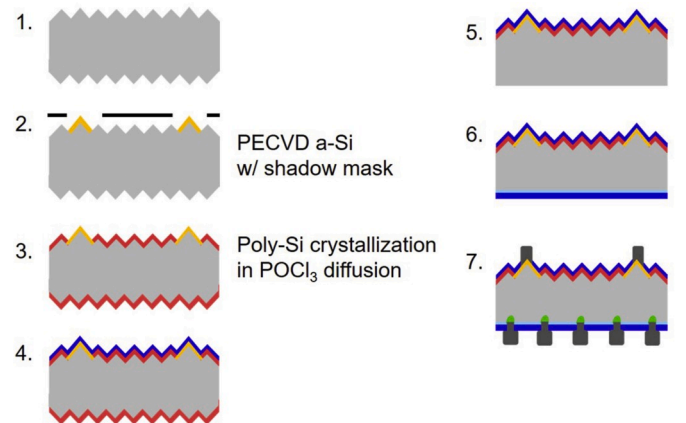 1.
2.
PECVD a-Si
w/ shadow mask
3.
Poly-Si crystallization
in POCl₃ diffusion
4.
5.
6.
7.